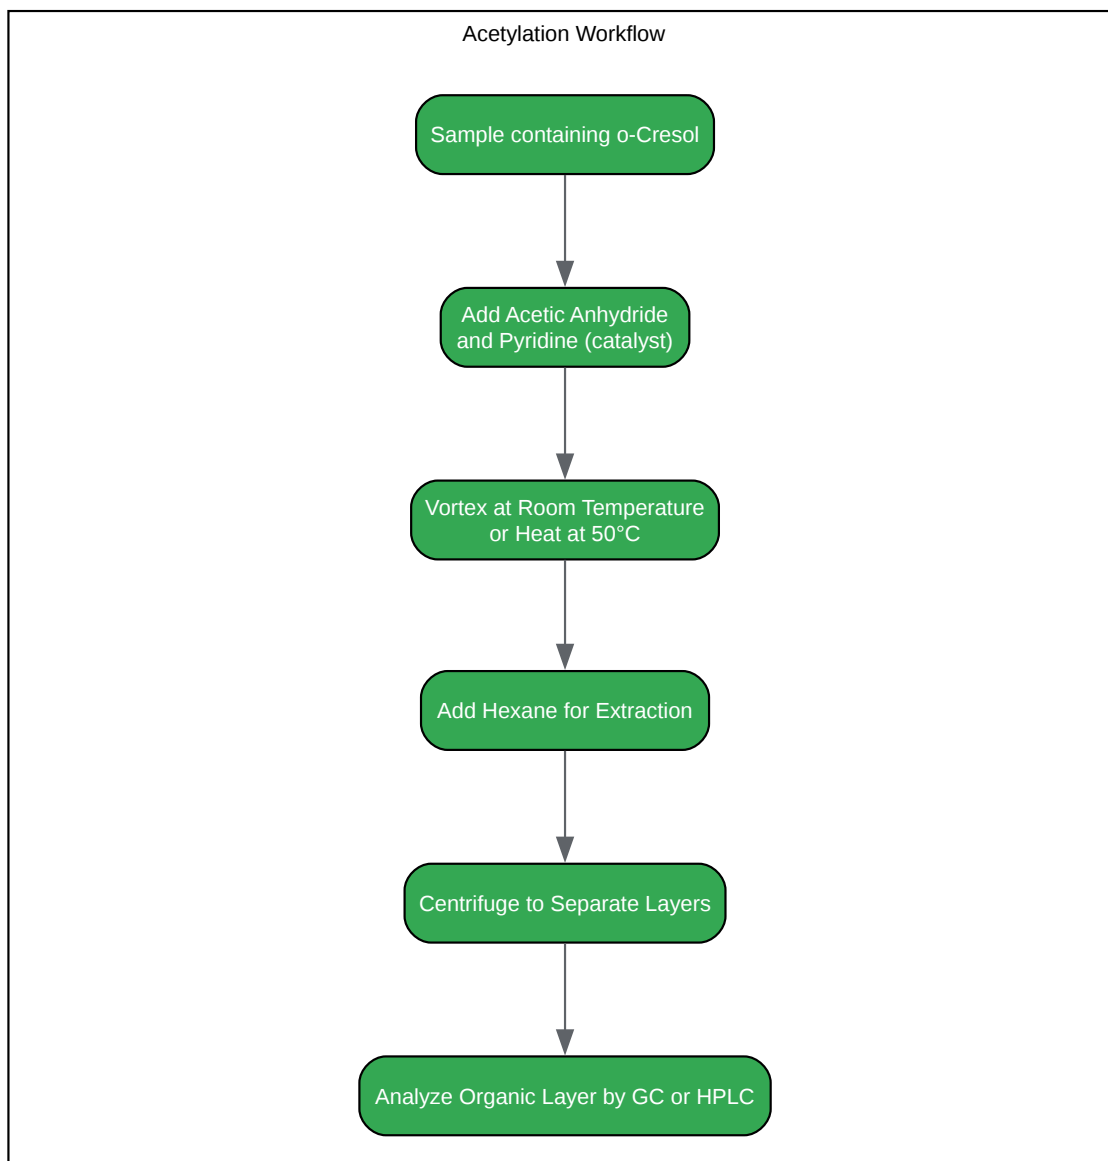 Acetylation Workflow
Sample containing o-Cresol
Add Acetic Anhydride
and Pyridine (catalyst)
Vortex at Room Temperature
or Heat at 50°C
Add Hexane for Extraction
Centrifuge to Separate Layers
Analyze Organic Layer by GC or HPLC